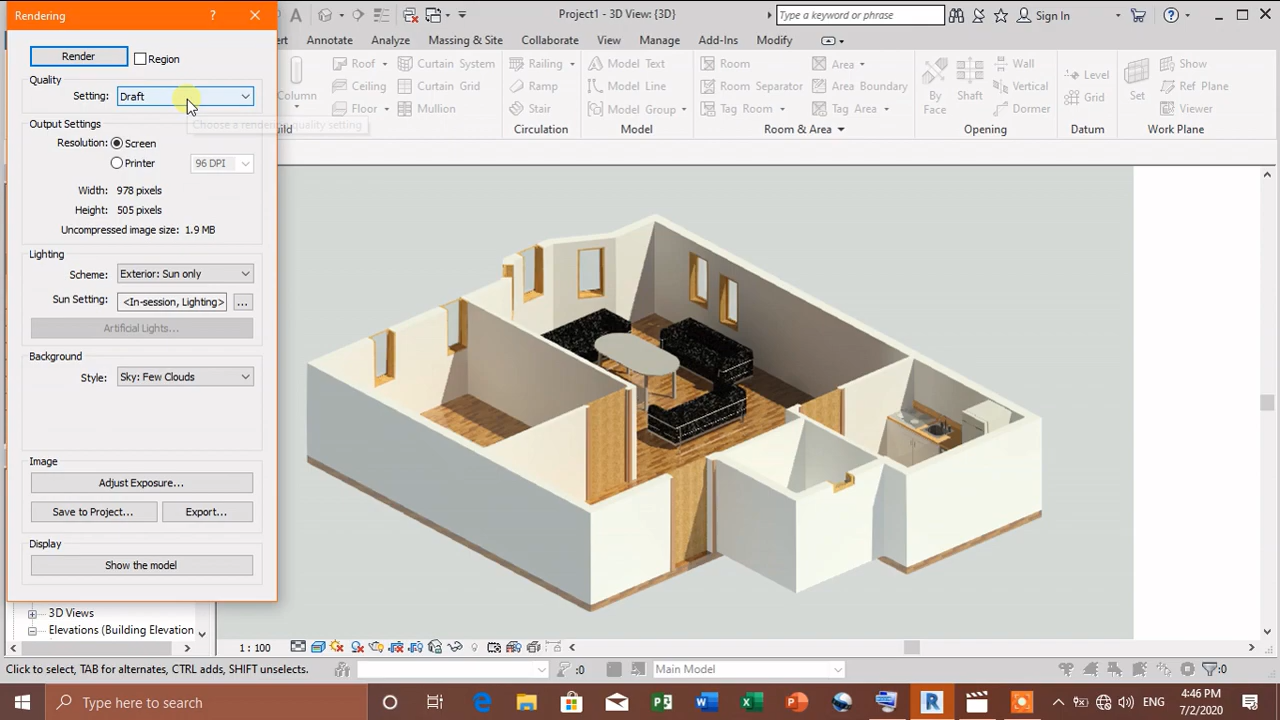 Rendering
?
Project1 - 3D View: {3D}
Type a keyword or phrase
Sign In
Annotate
Analyze
Massing & Site
Collaborate
View
Manage
Add-Ins
Modify
Render
Region
Quality
Setting:
Draft
Choose a rendering quality setting
Output Settings
Resolution:
Screen
Printer
96 DPI
Width:
978 pixels
Height:
505 pixels
Uncompressed image size:
1.9 MB
Lighting
Scheme:
Exterior: Sun only
Sun Setting:
<In-session, Lighting>
...
Artificial Lights...
Background
Style:
Sky: Few Clouds
Image
Adjust Exposure...
Save to Project...
Export...
Display
Show the model
Column
Roof
Ceiling
Floor
Curtain System
Curtain Grid
Mullion
Railing
Ramp
Stair
Circulation
Model Text
Model Line
Model Group
Model
Room
Room Separator
Tag Room
Area
Area Boundary
Tag Area
Room & Area
By Face
Shaft
Wall
Vertical
Dormer
Opening
Level
Grid
Datum
Set
Show
Ref Plane
Viewer
Work Plane
3D Views
Elevations (Building Elevation
1 : 100
Click to select, TAB for alternates, CTRL adds, SHIFT unselects.
:0
Main Model
:0
Type here to search
ENG
4:46 PM
7/2/2020